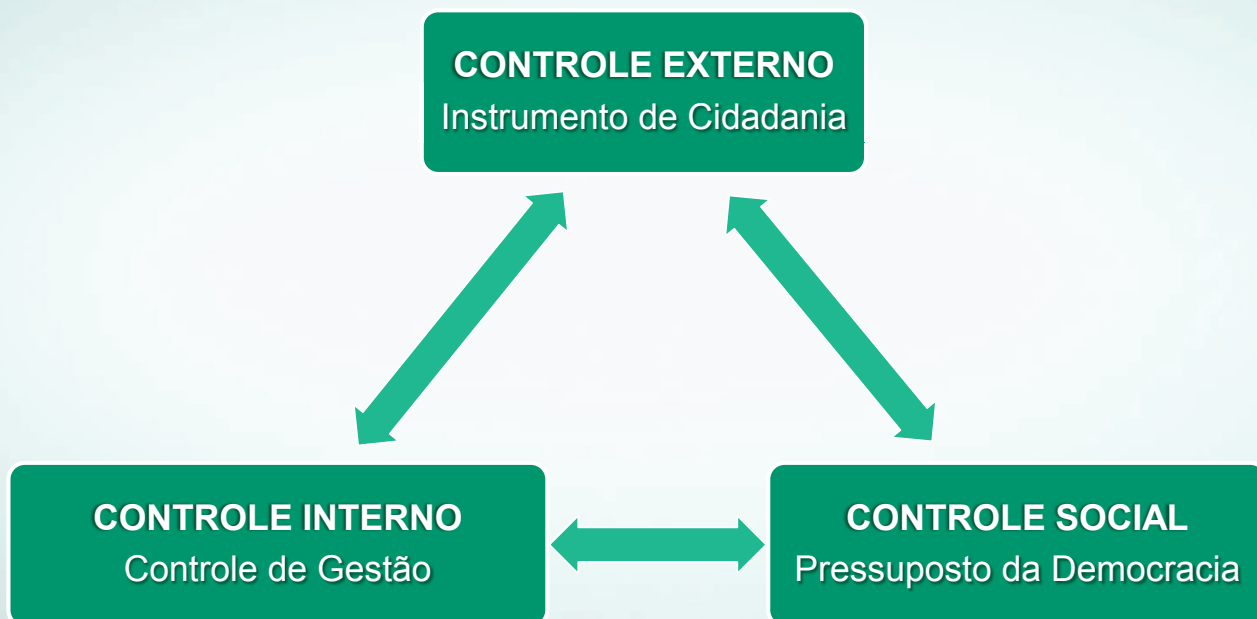 CONTROLE EXTERNO
Instrumento de Cidadania
CONTROLE INTERNO
Controle de Gestão
CONTROLE SOCIAL
Pressuposto da Democracia